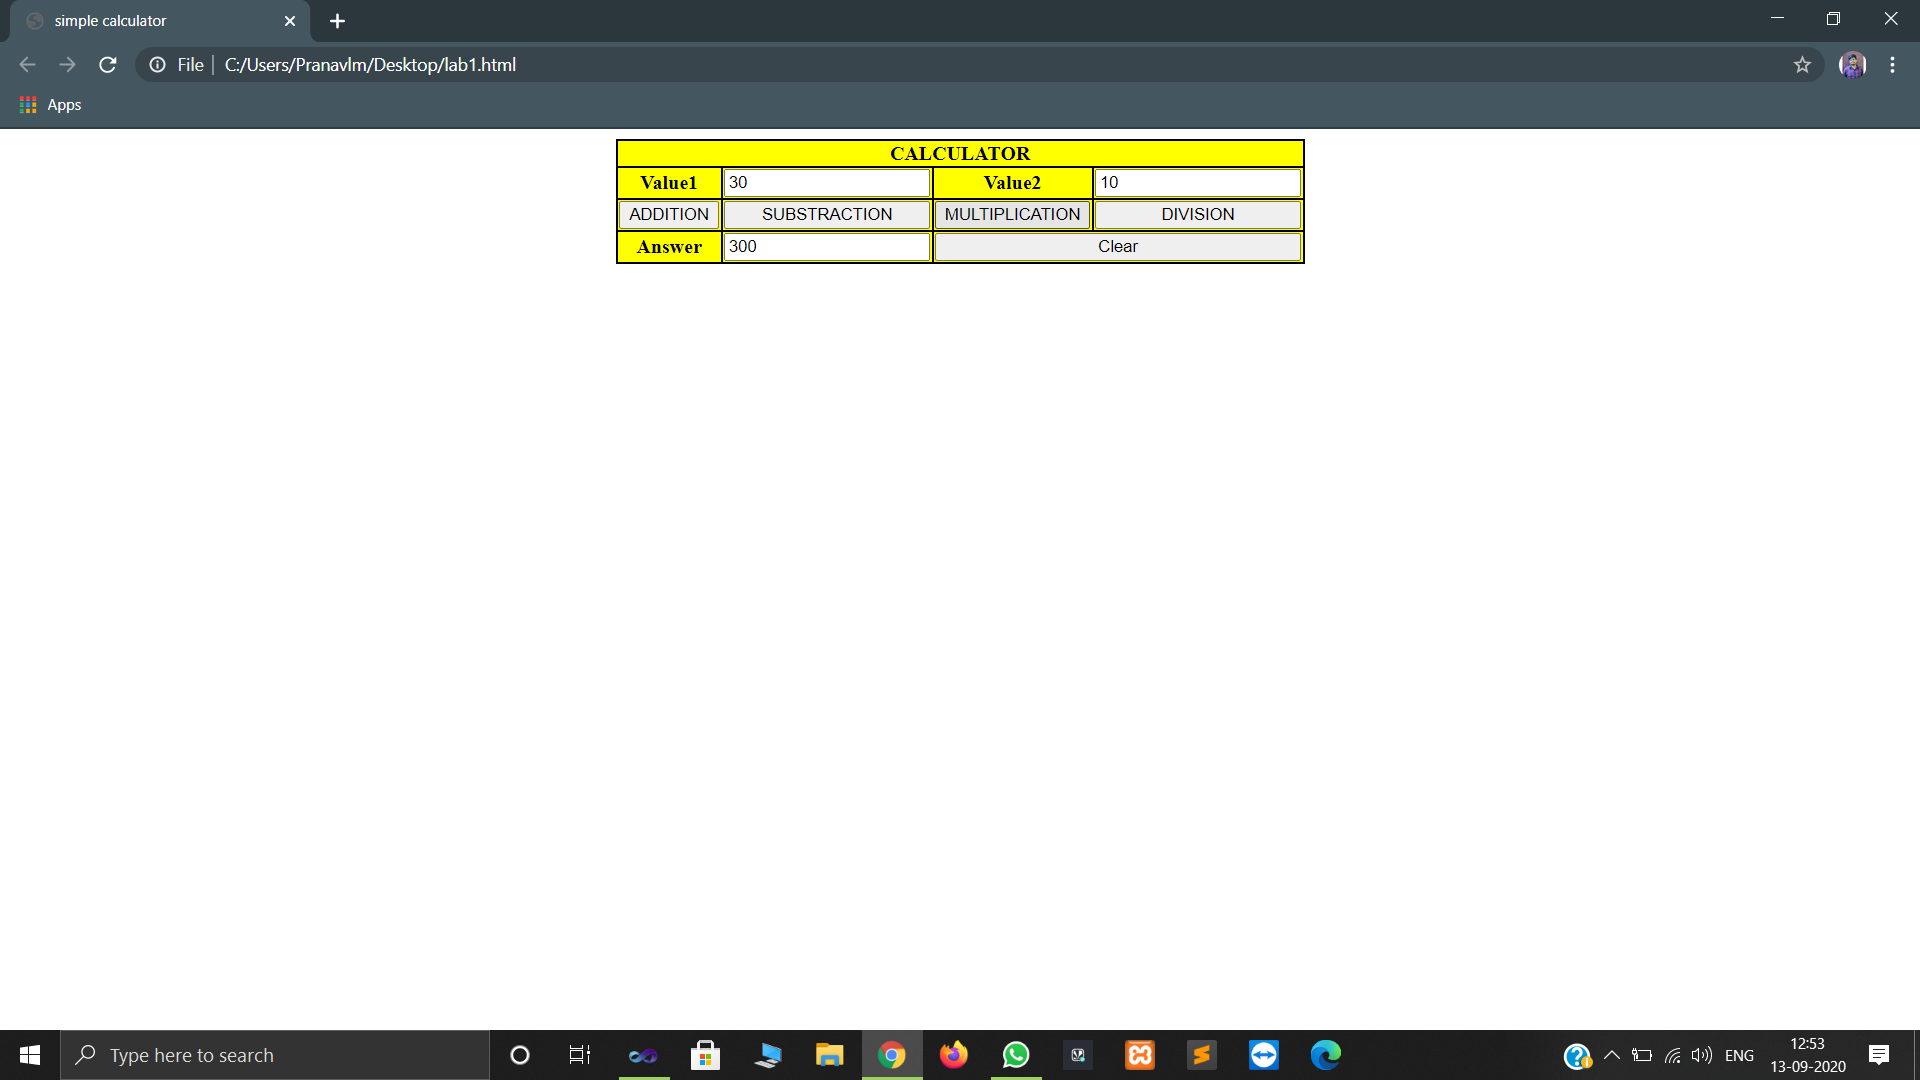 simple calculator
File C:/Users/Pranavlm/Desktop/lab1.html
Apps
CALCULATOR
Value1 30 Value2 10
ADDITION SUBSTRACTION MULTIPLICATION DIVISION
Answer 300 Clear
Type here to search
ENG
12:53
13-09-2020